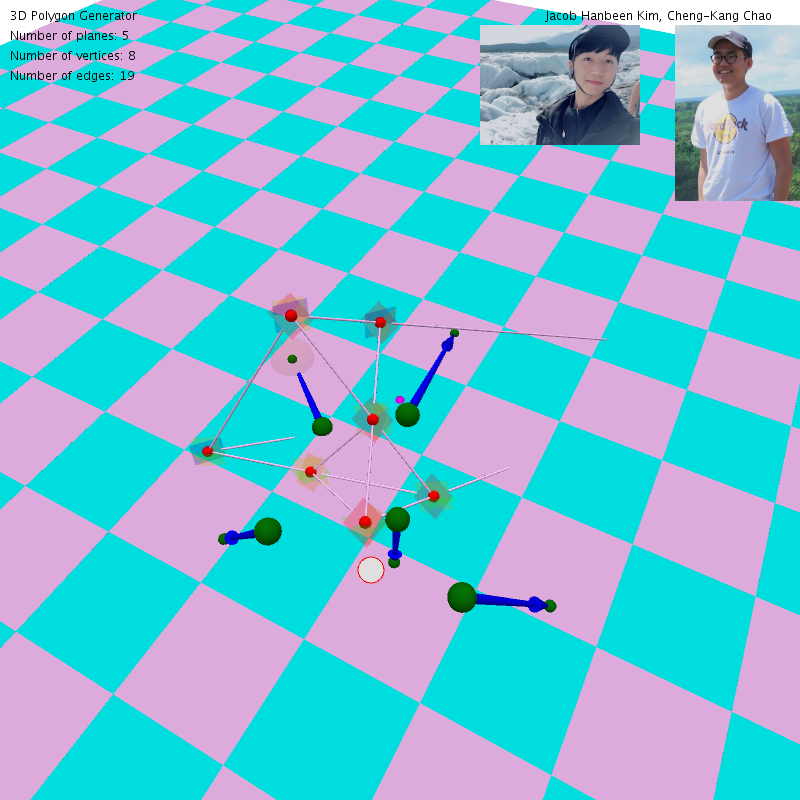 3D Polygon Generator
Jacob Hanbeen Kim, Cheng-Kang Chao
Number of planes: 5
Number of vertices: 8
Number of edges: 19